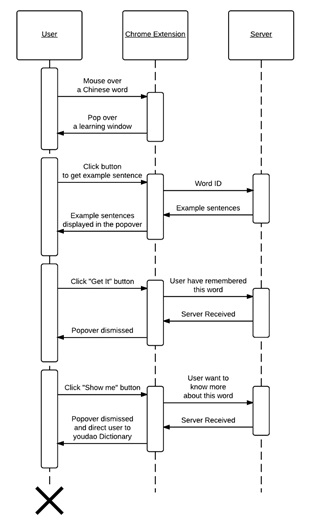 User
Chrome Extension
Server
Mouse over
a Chinese word
Pop over
a learning window
Click button
to get example sentence
Word ID
Example sentences
Example sentences
displayed in the popover
Click "Get It" button
User have remembered
this word
Server Received
Popover dismissed
Click "Show me" button
User want to
know more
about this word
Server Received
Popover dismissed
and direct user to
youdao Dictionary